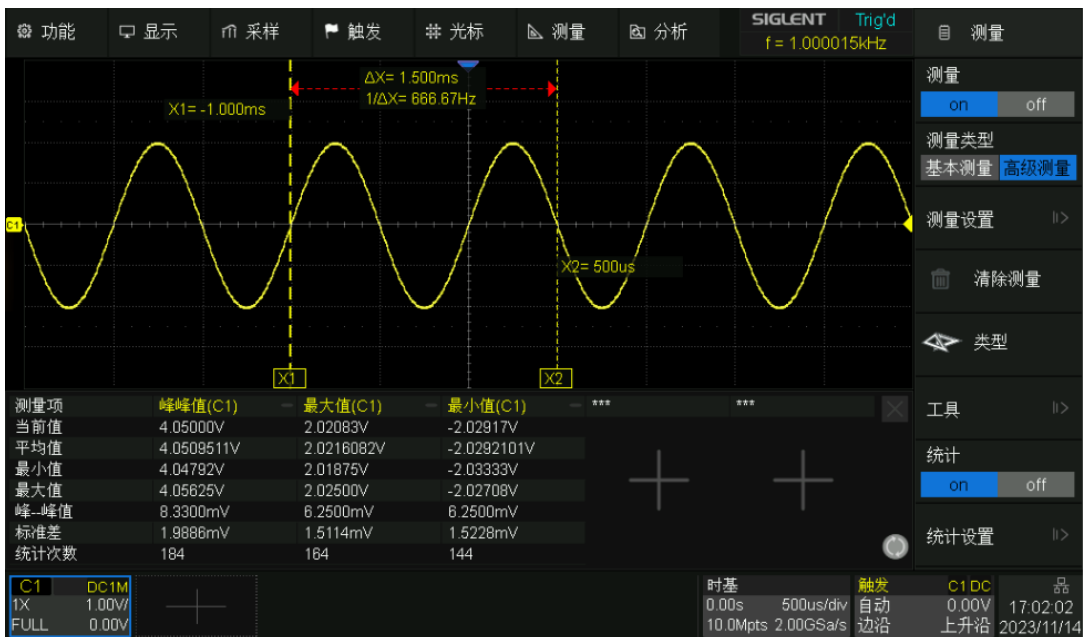 功能 显示 采样 触发 光标 测量 分析 SIGLENT Trig'd 测量
f = 1.000015kHz
测量
on off
测量类型
基本测量 高级测量
测量设置
清除测量
类型
工具
统计
on off
统计设置
ΔX= 1.500ms
1/ΔX= 666.67Hz
X1= -1.000ms
C1
X2= 500us
X1 X2
测量项 峰峰值(C1) 最大值(C1) 最小值(C1) *** ***
当前值 4.05000V 2.02083V -2.02917V
平均值 4.0509511V 2.0216082V -2.0292101V
最小值 4.04792V 2.01875V -2.03333V
最大值 4.05625V 2.02500V -2.02708V
峰--峰值 8.3300mV 6.2500mV 6.2500mV
标准差 1.9886mV 1.5114mV 1.5228mV
统计次数 184 164 144
C1 DC1M
1X 1.00V/
FULL 0.00V
时基
0.00s 500us/div
10.0Mpts 2.00GSa/s
触发 C1 DC
自动 0.00V
边沿 上升沿
17:02:02
2023/11/14